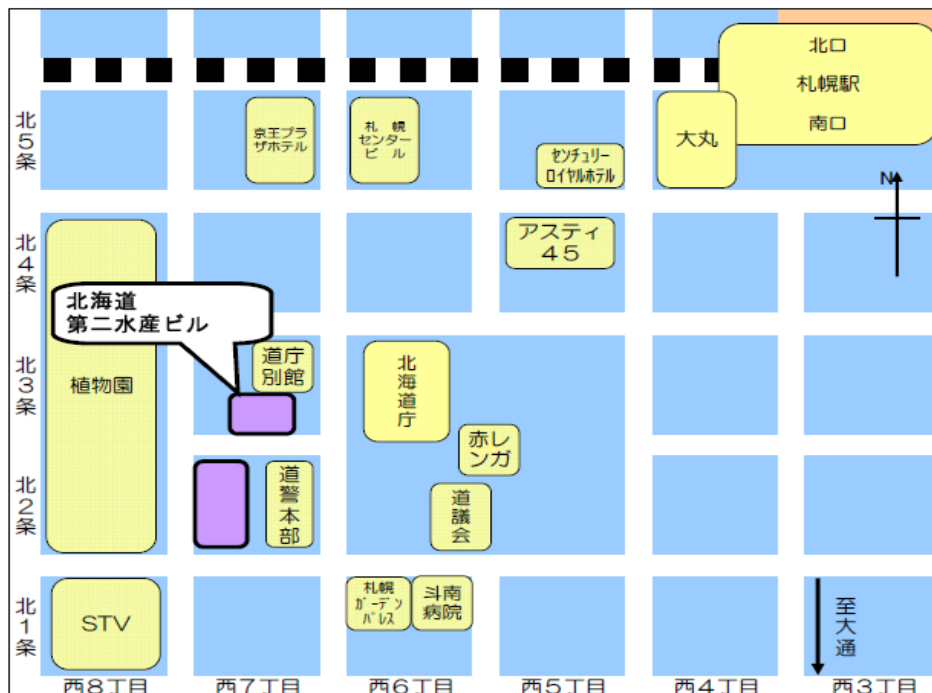 北口
札幌駅
南口
北5条
京王プラ
ザホテル
札幌
センター
ビル
センチュリー
ロイヤルホテル
大丸
N
北4条
アスティ
45
北海道
第二水産ビル
北3条
植物園
道庁
別館
北海道庁
赤レ
ンガ
北2条
道警本部
道議会
北1条
STV
札幌
ガーデン
パレス
斗南
病院
至大通
西8丁目
西7丁目
西6丁目
西5丁目
西4丁目
西3丁目